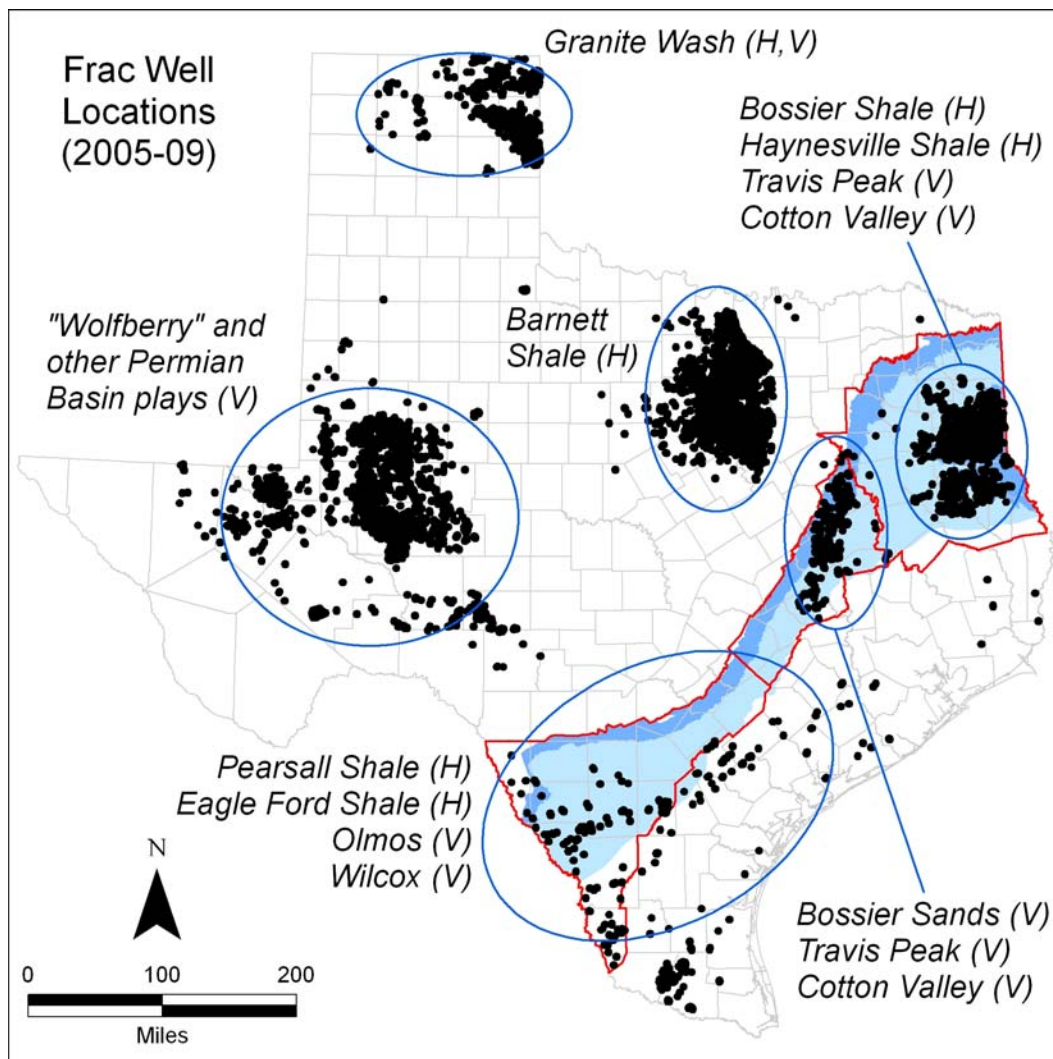 Frac Well
Locations
(2005-09)
Granite Wash (H,V)
Bossier Shale (H)
Haynesville Shale (H)
Travis Peak (V)
Cotton Valley (V)
"Wolfberry" and
other Permian
Basin plays (V)
Barnett
Shale (H)
Pearsall Shale (H)
Eagle Ford Shale (H)
Olmos (V)
Wilcox (V)
Bossier Sands (V)
Travis Peak (V)
Cotton Valley (V)
N
0 100 200
Miles